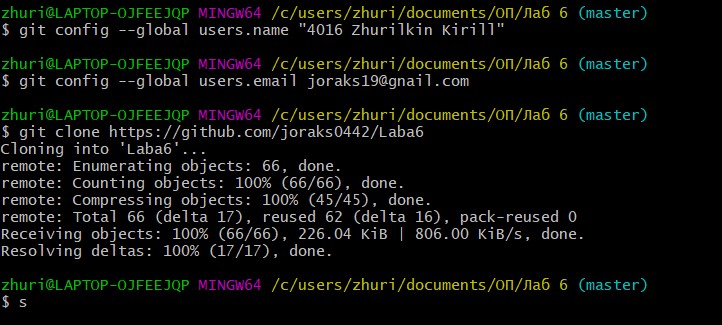 zhuri@LAPTOP-OJFEEJQP MINGW64 /c/users/zhuri/documents/ОП/Лаб 6 (master)
$ git config --global users.name "4016 Zhurilkin Kirill"
zhuri@LAPTOP-OJFEEJQP MINGW64 /c/users/zhuri/documents/ОП/Лаб 6 (master)
$ git config --global users.email joraks19@gnail.com
zhuri@LAPTOP-OJFEEJQP MINGW64 /c/users/zhuri/documents/ОП/Лаб 6 (master)
$ git clone https://github.com/joraks0442/Laba6
Cloning into 'Laba6'...
remote: Enumerating objects: 66, done.
remote: Counting objects: 100% (66/66), done.
remote: Compressing objects: 100% (45/45), done.
remote: Total 66 (delta 17), reused 62 (delta 16), pack-reused 0
Receiving objects: 100% (66/66), 226.04 KiB | 806.00 KiB/s, done.
Resolving deltas: 100% (17/17), done.
zhuri@LAPTOP-OJFEEJQP MINGW64 /c/users/zhuri/documents/ОП/Лаб 6 (master)
$ s